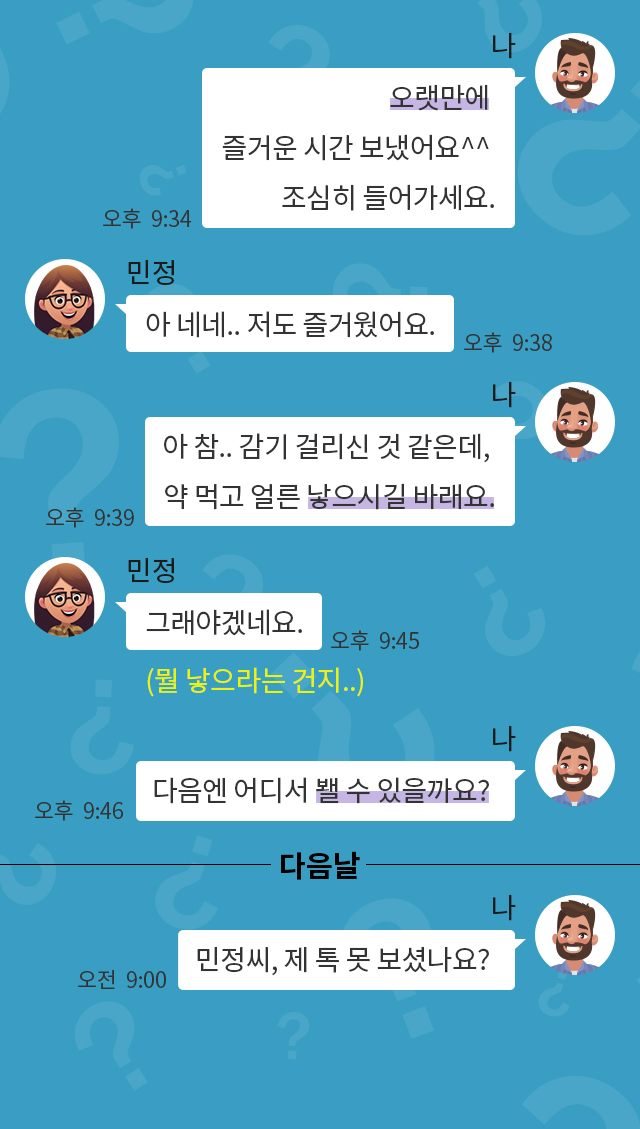 나
오랫만에
즐거운 시간 보냈어요^^
조심히 들어가세요.
오후 9:34
민정
아 네네.. 저도 즐거웠어요.
오후 9:38
나
아 참.. 감기 걸리신 것 같은데,
약 먹고 얼른 낳으시길 바래요.
오후 9:39
민정
그래야겠네요.
오후 9:45
(뭘 낳으라는 건지..)
나
다음엔 어디서 뵐 수 있을까요?
오후 9:46
다음날
나
민정씨, 제 톡 못 보셨나요?
오전 9:00